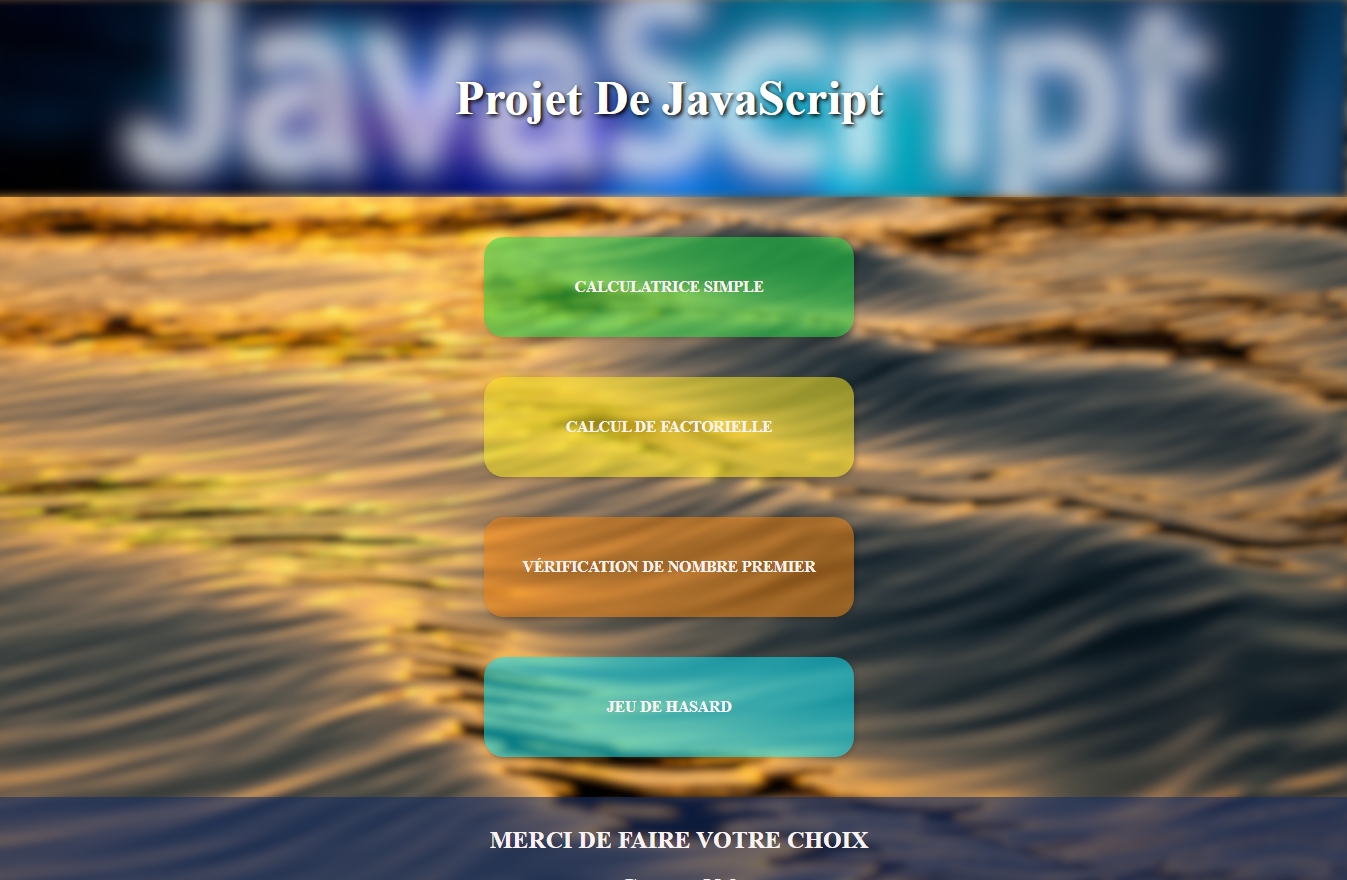 JavaScript
Projet De JavaScript
CALCULATRICE SIMPLE
CALCUL DE FACTORIELLE
VÉRIFICATION DE NOMBRE PREMIER
JEU DE HASARD
MERCI DE FAIRE VOTRE CHOIX